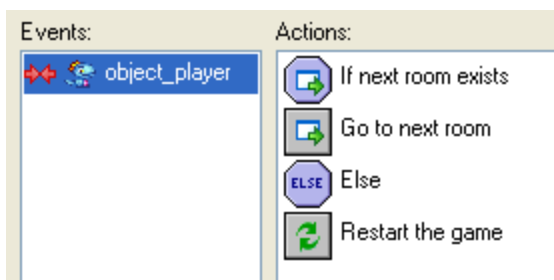 Events:
Actions:
object_player
If next room exists
Go to next room
ELSE Else
Restart the game